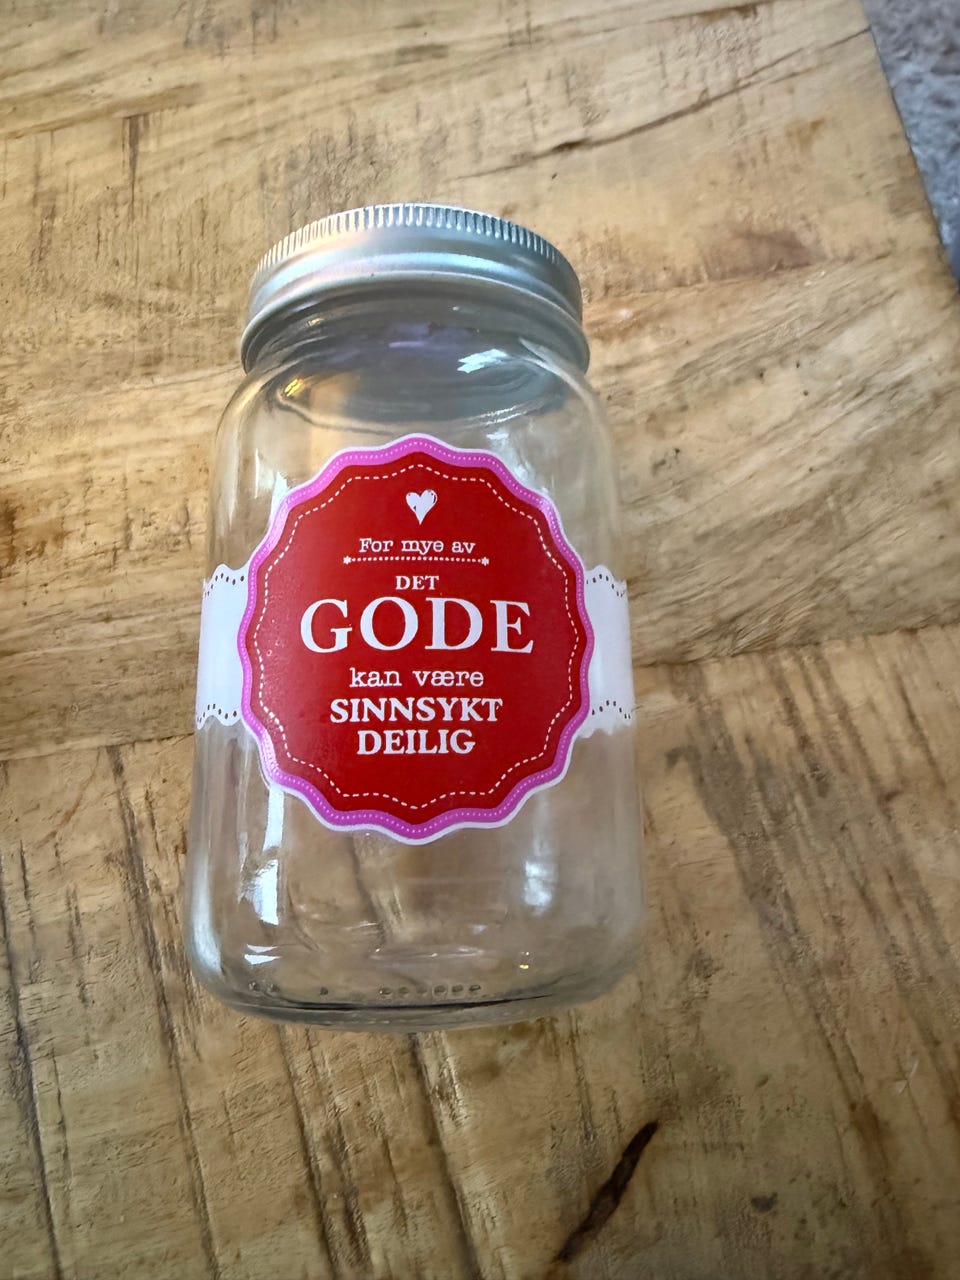 For mye av
DET
GODE
kan være
SINNSYKT
DEILIG